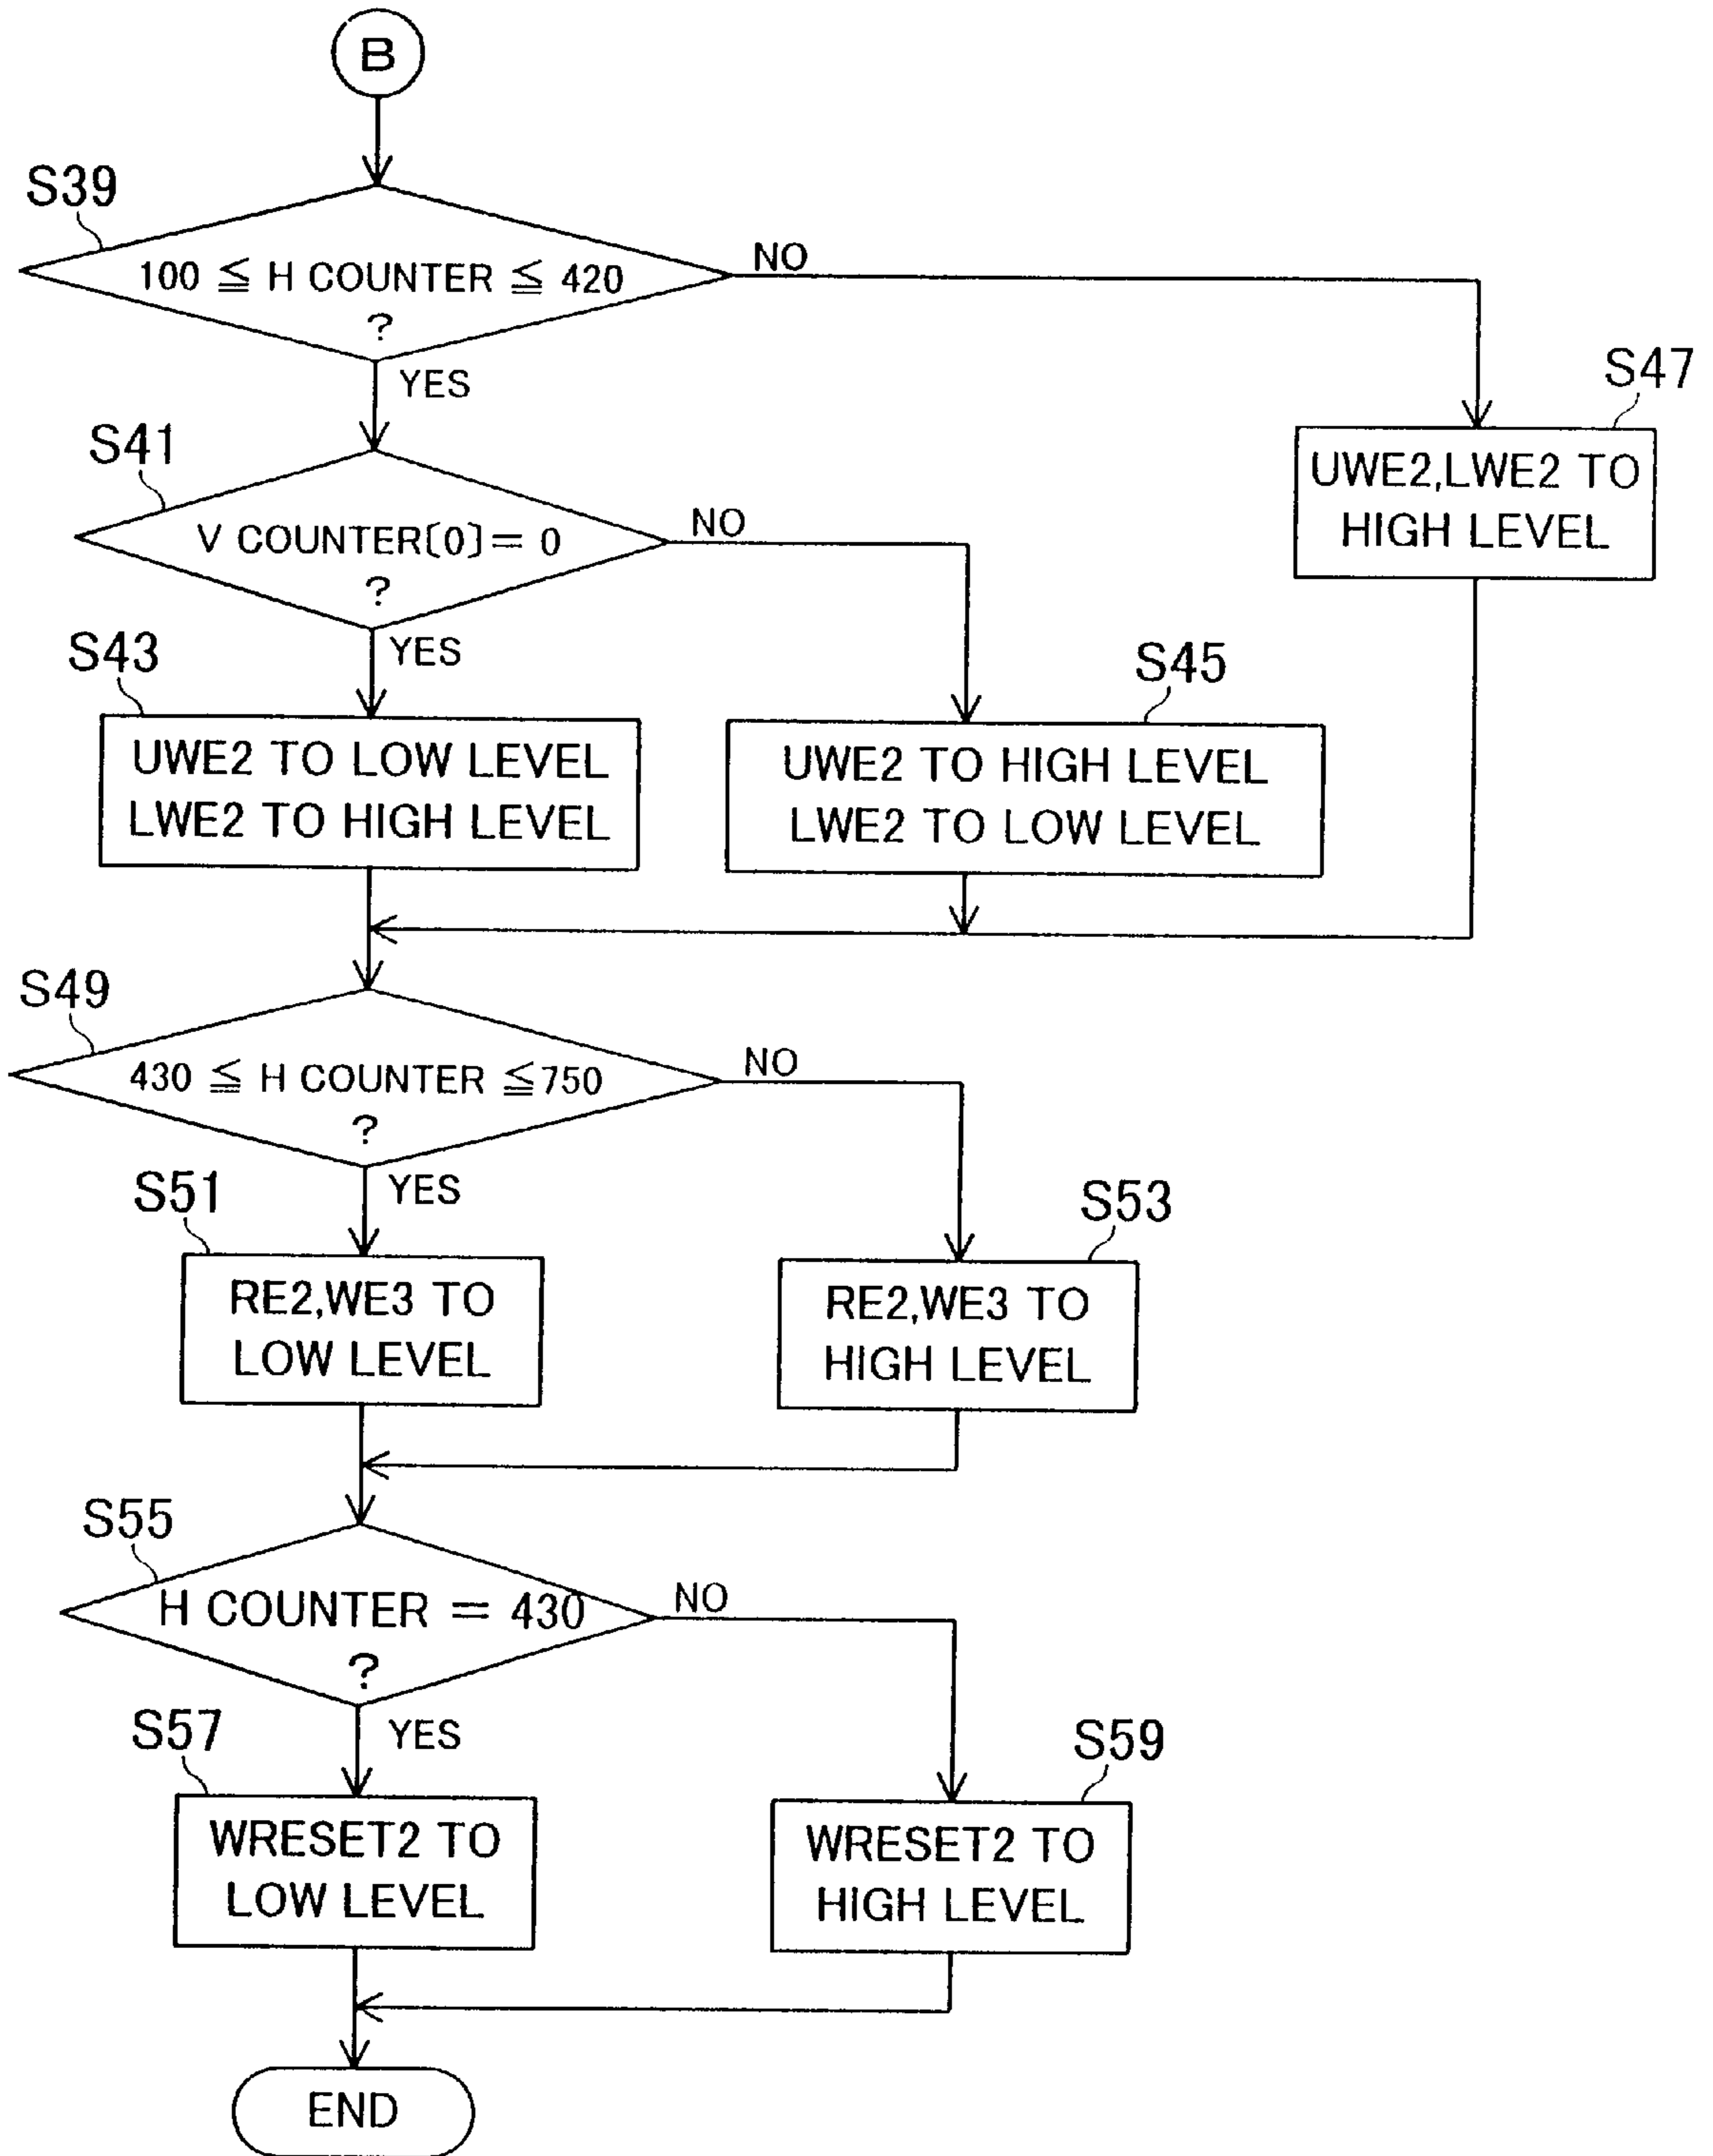 B
S39
100 ≦ H COUNTER ≦ 420
?
NO
YES
S47
UWE2,LWE2 TO
HIGH LEVEL
S41
V COUNTER[0]= 0
?
NO
YES
S43
UWE2 TO LOW LEVEL
LWE2 TO HIGH LEVEL
S45
UWE2 TO HIGH LEVEL
LWE2 TO LOW LEVEL
S49
430 ≦ H COUNTER ≦750
?
NO
YES
S51
RE2,WE3 TO
LOW LEVEL
S53
RE2,WE3 TO
HIGH LEVEL
S55
H COUNTER = 430
?
NO
YES
S57
WRESET2 TO
LOW LEVEL
S59
WRESET2 TO
HIGH LEVEL
END